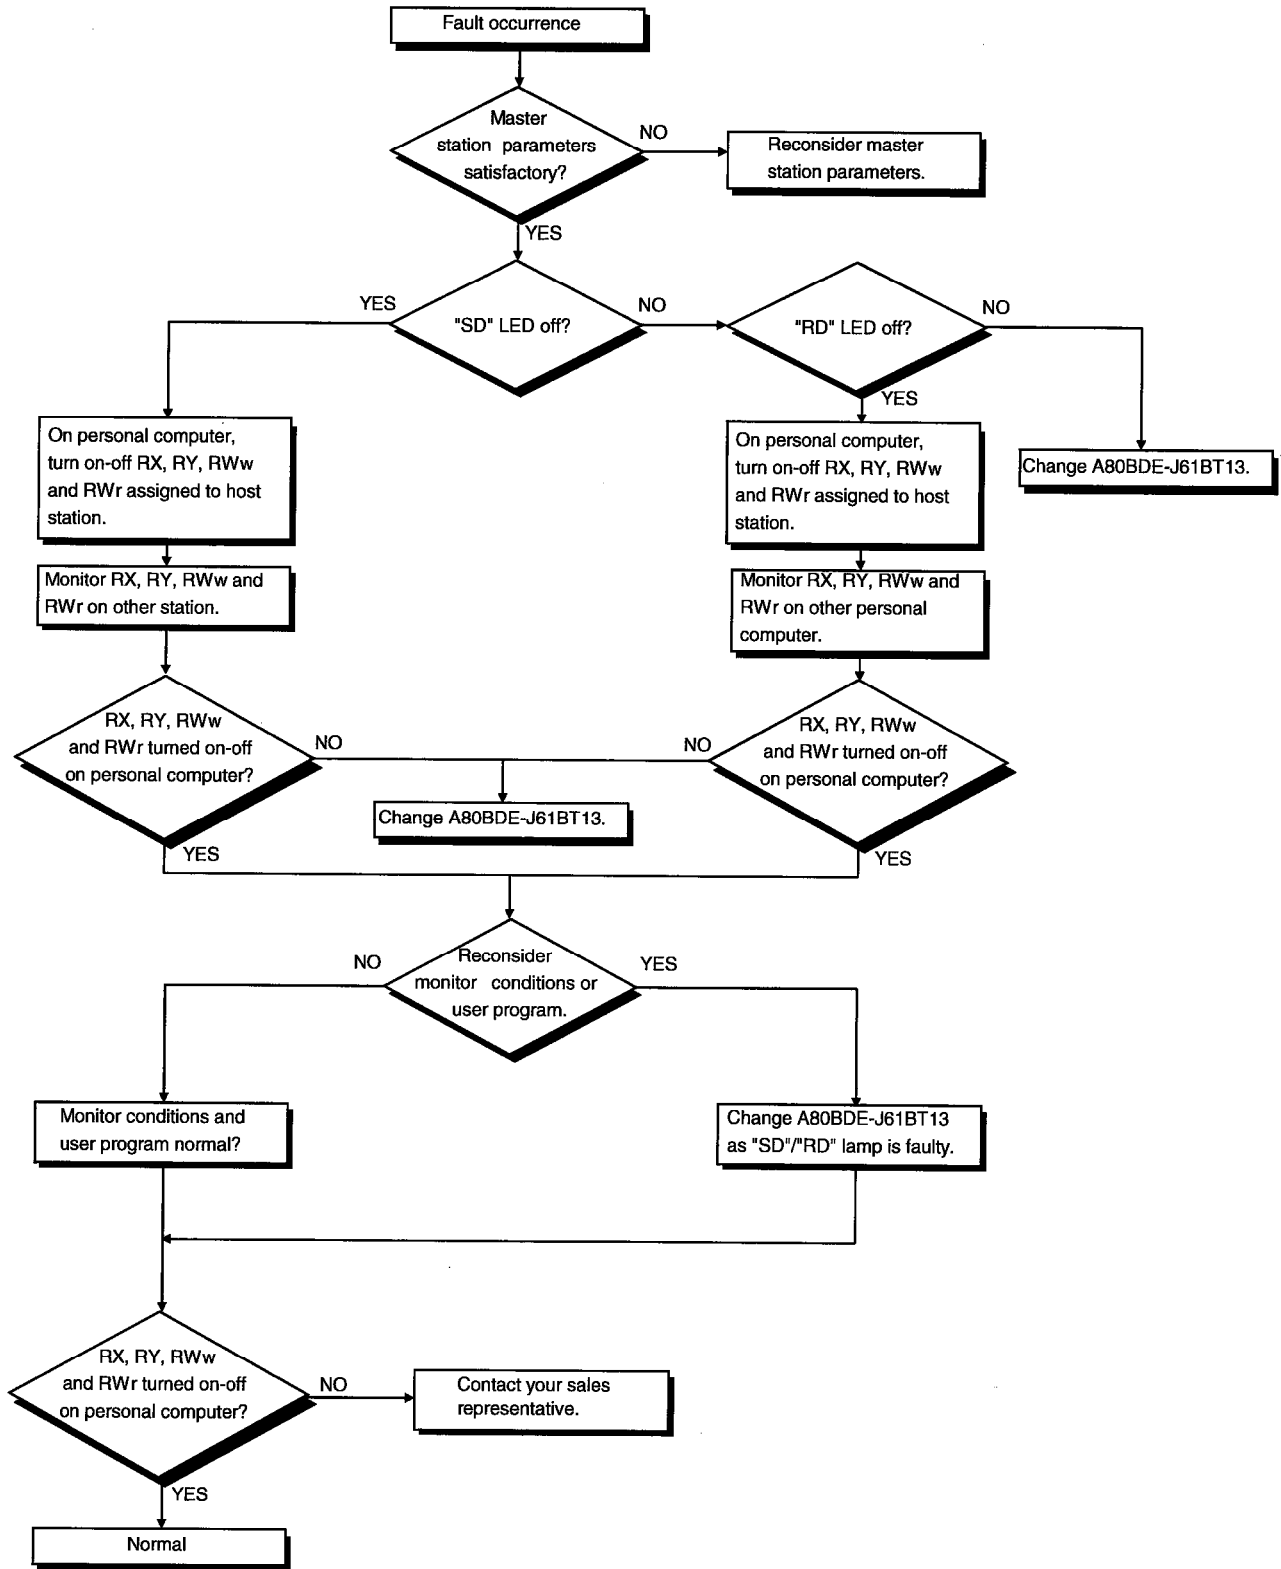 Fault occurrence
Master
station parameters
satisfactory?
NO
Reconsider master
station parameters.
YES
YES
"SD" LED off?
NO
"RD" LED off?
NO
YES
On personal computer,
turn on-off RX, RY, RWw
and RWr assigned to host
station.
On personal computer,
turn on-off RX, RY, RWw
and RWr assigned to host
station.
Change A80BDE-J61BT13.
Monitor RX, RY, RWw and
RWr on other station.
Monitor RX, RY, RWw and
RWr on other personal
computer.
RX, RY, RWw
and RWr turned on-off
on personal computer?
NO
NO
RX, RY, RWw
and RWr turned on-off
on personal computer?
Change A80BDE-J61BT13.
YES
YES
NO
Reconsider
monitor conditions or
user program.
YES
Monitor conditions and
user program normal?
Change A80BDE-J61BT13
as "SD"/"RD" lamp is faulty.
RX, RY, RWw
and RWr turned on-off
on personal computer?
NO
Contact your sales
representative.
YES
Normal